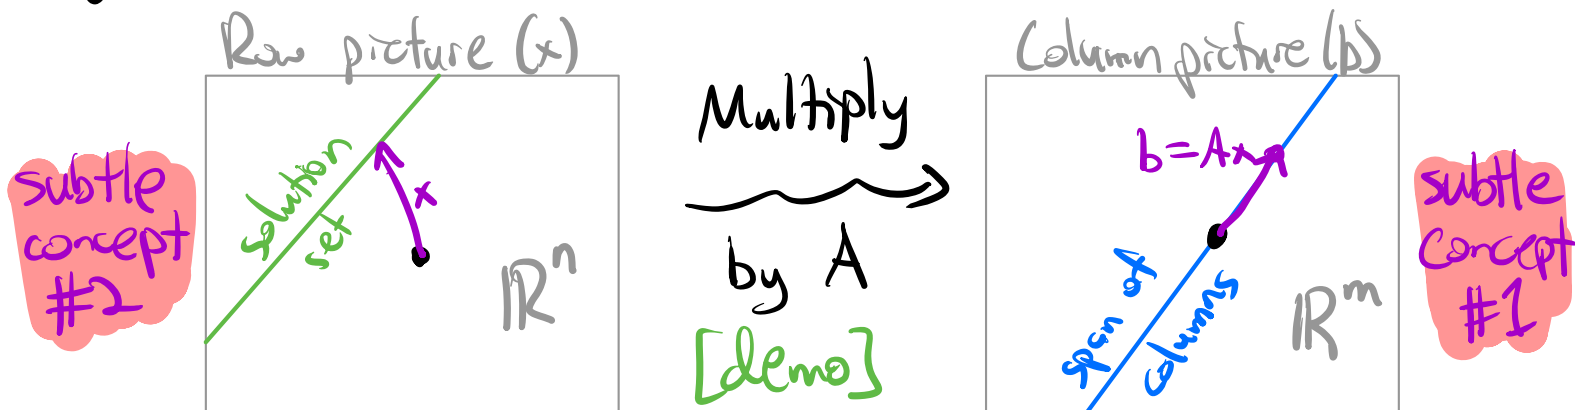 Row picture (x)
solution
set
x
ℝⁿ
subtle
concept
#2
Multiply
by A
[demo]
Column picture (b)
b=Ax
span of
columns
ℝᵐ
subtle
concept
#1